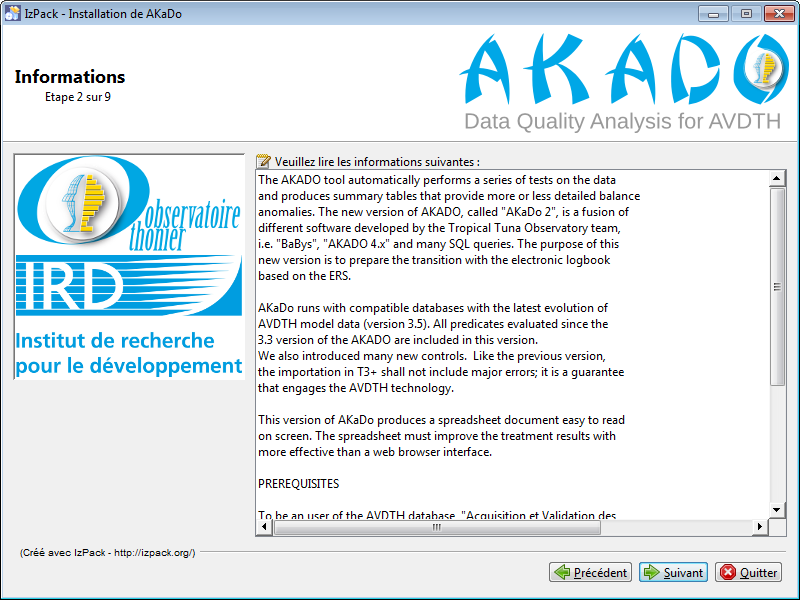 IzPack - Installation de AKaDo
Informations
Etape 2 sur 9
AKADO
Data Quality Analysis for AVDTH
Observatoire
thonier
IRD
Institut de recherche
pour le développement
Veuillez lire les informations suivantes :
The AKADO tool automatically performs a series of tests on the data
and produces summary tables that provide more or less detailed balance
anomalies. The new version of AKADO, called "AKaDo 2", is a fusion of
different software developed by the Tropical Tuna Observatory team,
i.e. "BaBys", "AKADO 4.x" and many SQL queries. The purpose of this
new version is to prepare the transition with the electronic logbook
based on the ERS.
AKaDo runs with compatible databases with the latest evolution of
AVDTH model data (version 3.5). All predicates evaluated since the
3.3 version of the AKADO are included in this version.
We also introduced many new controls.  Like the previous version,
the importation in T3+ shall not include major errors; it is a guarantee
that engages the AVDTH technology.
This version of AKaDo produces a spreadsheet document easy to read
on screen. The spreadsheet must improve the treatment results with
more effective than a web browser interface.
PREREQUISITES
To be an user of the AVDTH database, "Acquisition et Validation des
(Créé avec IzPack - http://izpack.org/)
Précédent
Suivant
Quitter